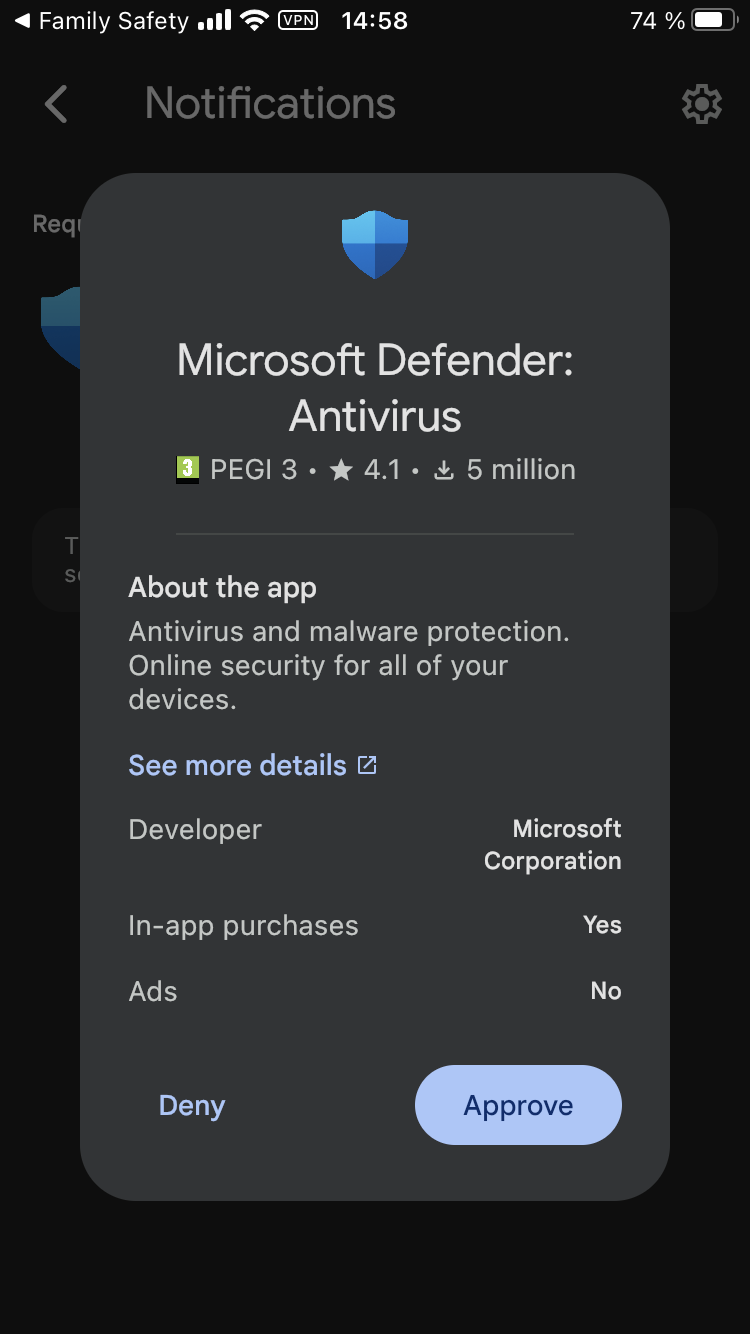 ◀ Family Safety VPN 14:58 74 %
Notifications
Requ
Microsoft Defender:
Antivirus
3 PEGI 3 • ★ 4.1 • 5 million
T
s
About the app
Antivirus and malware protection.
Online security for all of your
devices.
See more details
Developer Microsoft
Corporation
In-app purchases Yes
Ads No
Deny Approve